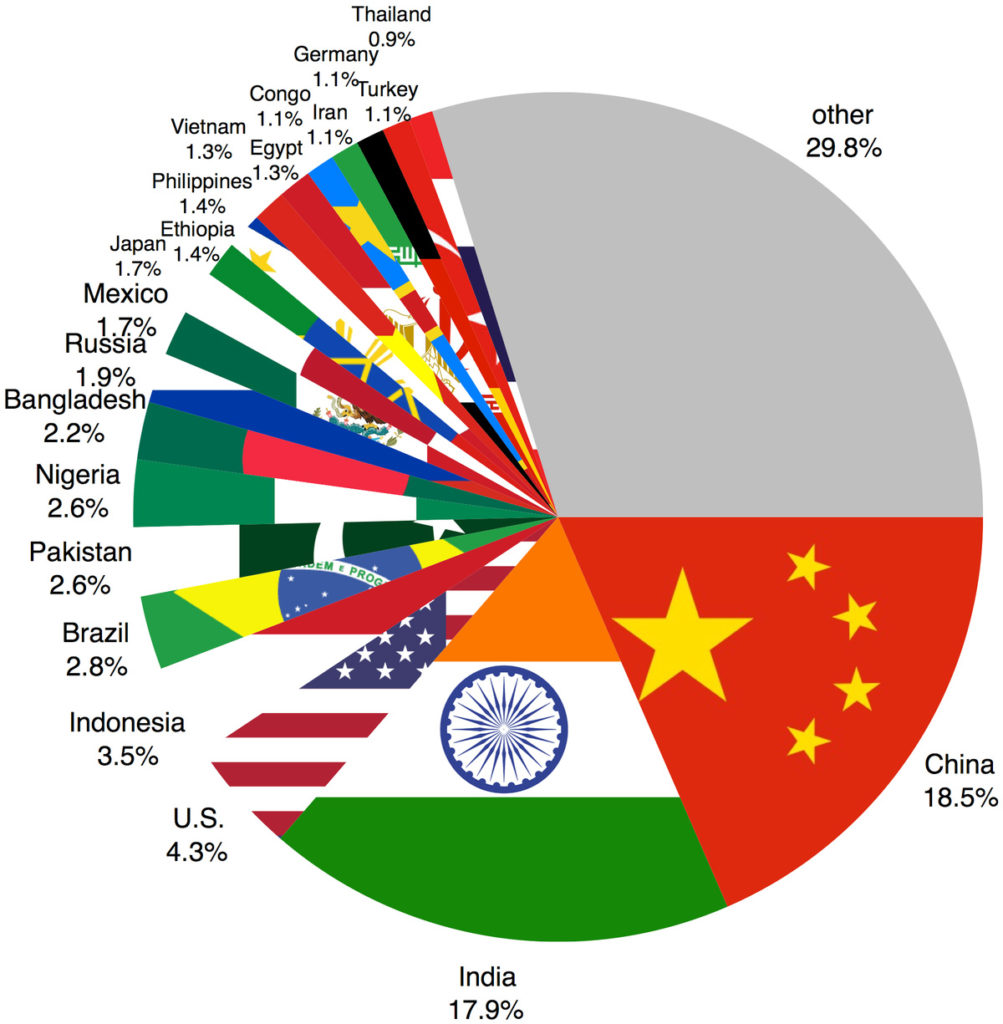 Thailand
0.9%
Germany
1.1%
Turkey
1.1%
Congo
1.1%
Iran
1.1%
Vietnam
1.3%
Egypt
1.3%
Philippines
1.4%
Ethiopia
1.4%
Japan
1.7%
Mexico
1.7%
Russia
1.9%
Bangladesh
2.2%
Nigeria
2.6%
Pakistan
2.6%
Brazil
2.8%
Indonesia
3.5%
U.S.
4.3%
India
17.9%
China
18.5%
other
29.8%